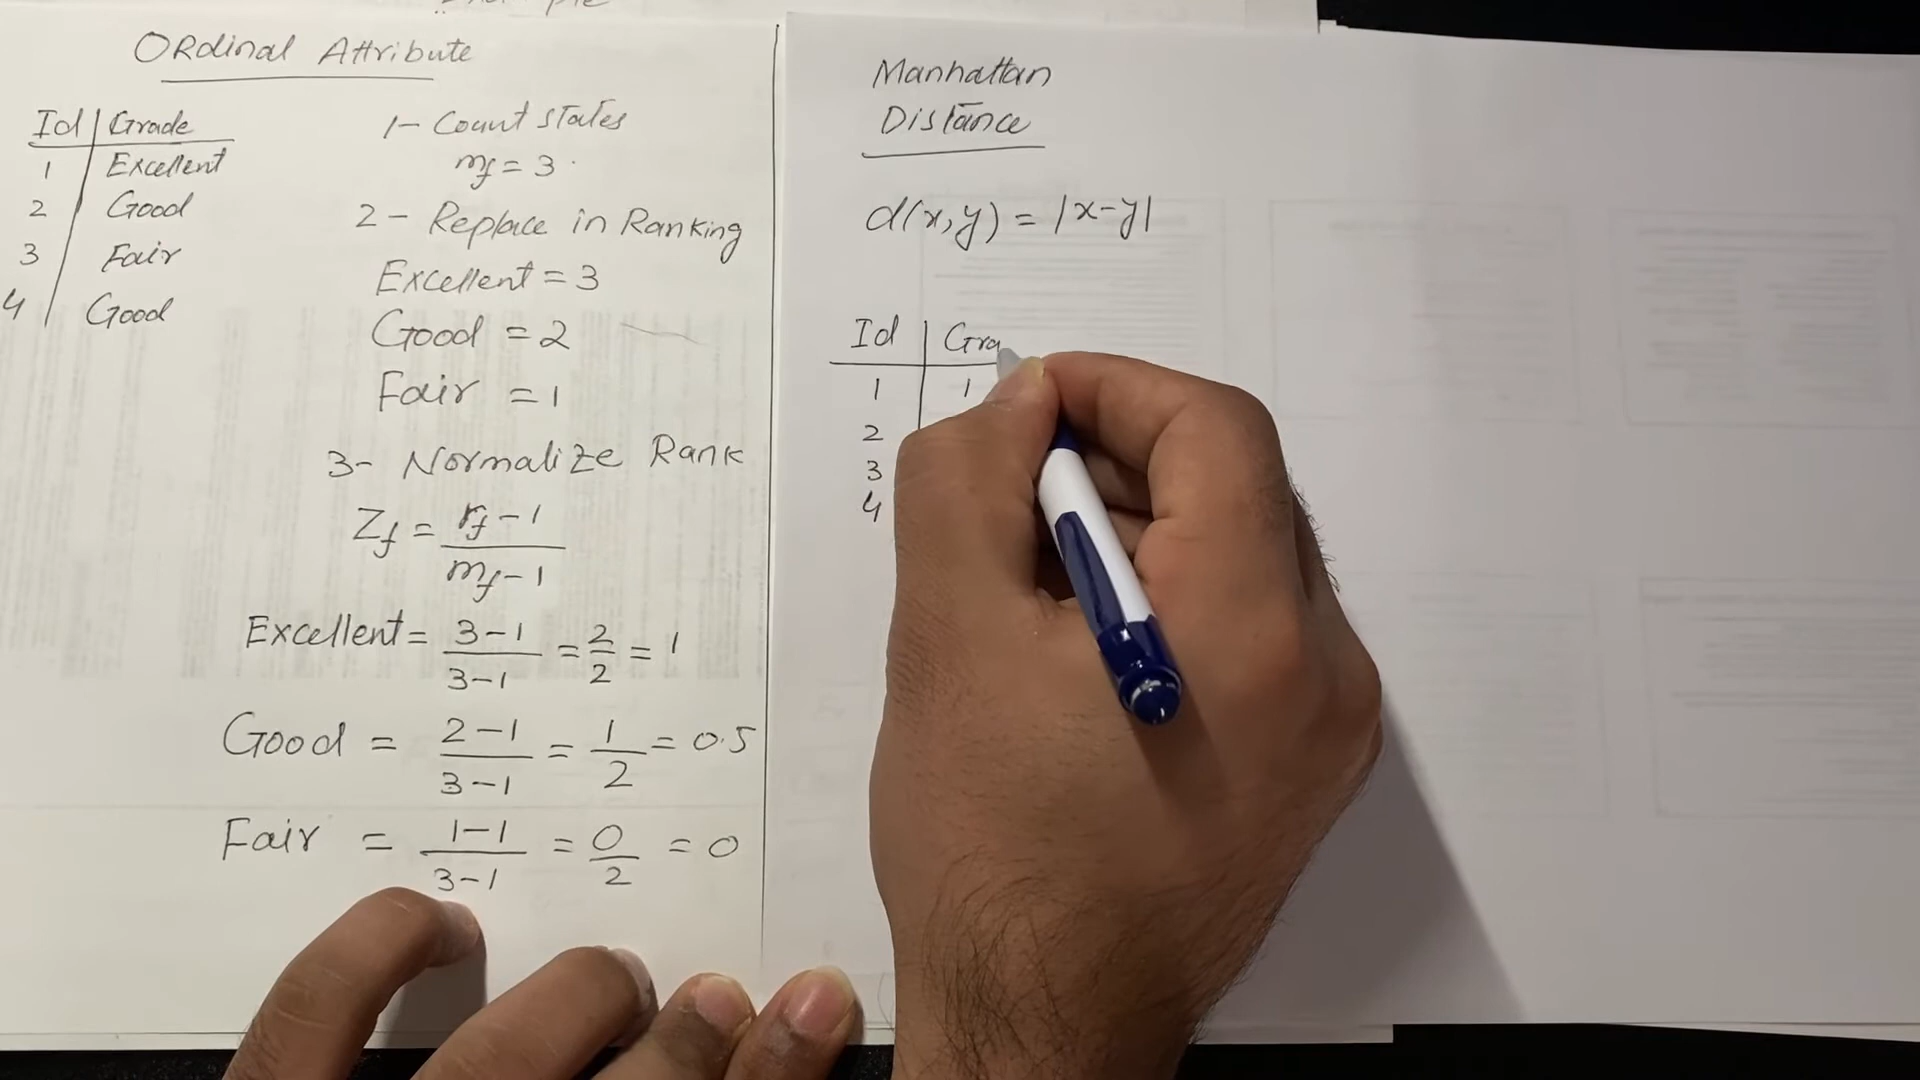 ORdinal Attribute
Id | Grade
1 Excellent
2 Good
3 Fair
4 Good
1- Count states
mf = 3
2 - Replace in Ranking
Excellent = 3
Good = 2
Fair = 1
3- Normalize Rank
Zf = rf - 1 / mf - 1
Excellent = 3-1 / 3-1 = 2/2 = 1
Good = 2-1 / 3-1 = 1/2 = 0.5
Fair = 1-1 / 3-1 = 0/2 = 0
Manhattan
Distance
d(x,y) = |x-y|
Id | Gra
1 1
2
3
4